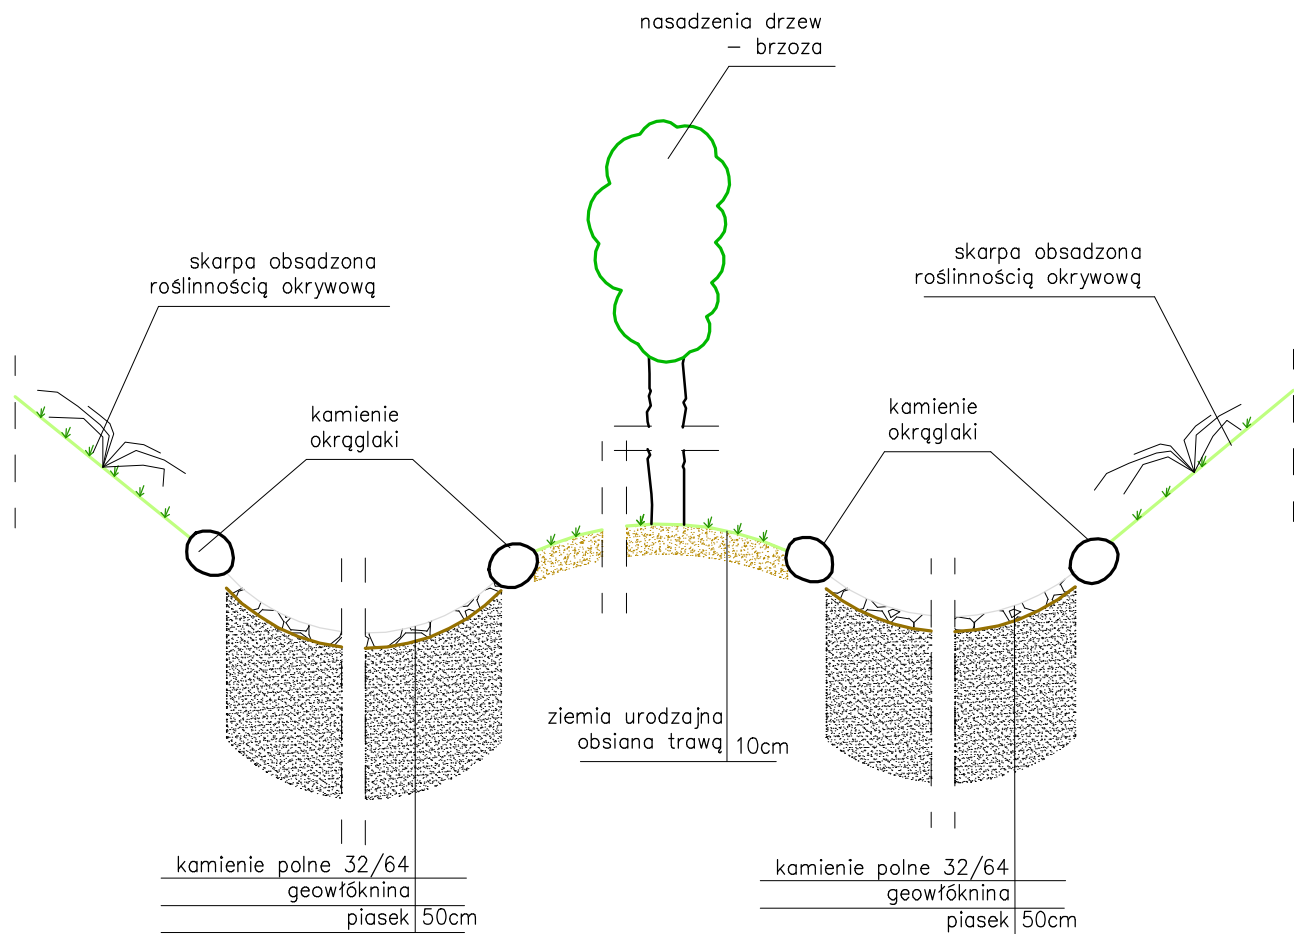 nasadzenia drzew
– brzoza
skarpa obsadzona
roślinnością okrywową
skarpa obsadzona
roślinnością okrywową
kamienie
okrąglaki
kamienie
okrąglaki
ziemia urodzajna
obsiana trawą 10cm
kamienie polne 32/64
geowłóknina
piasek 50cm
kamienie polne 32/64
geowłóknina
piasek 50cm